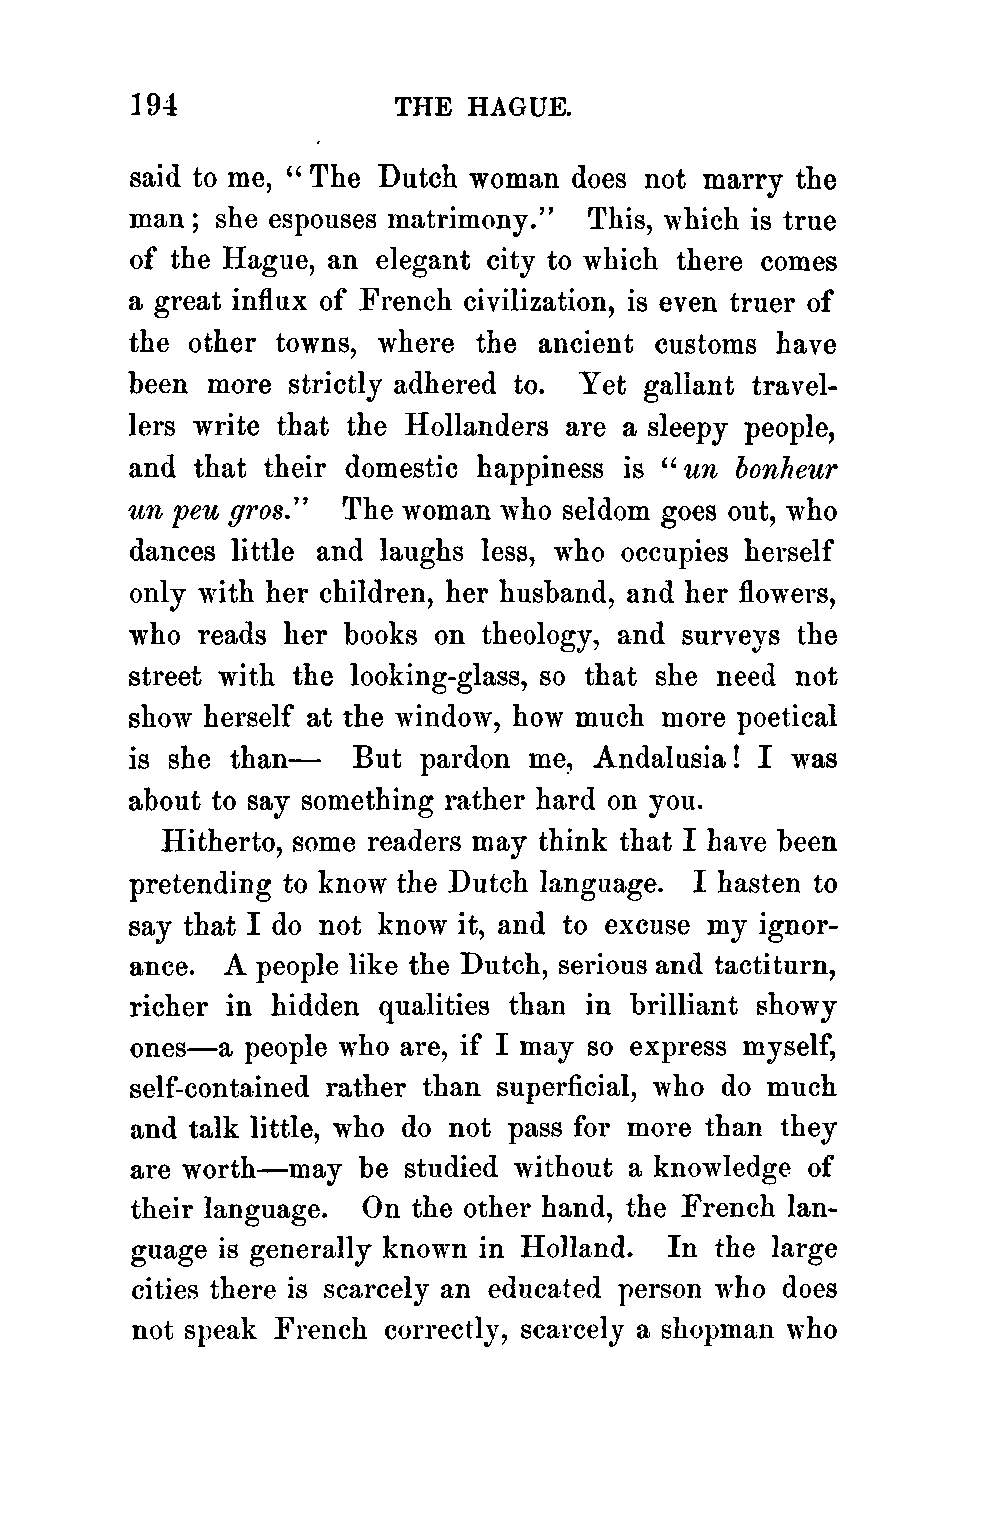 194 THE HAGUE.
said to me, “ The Dutch woman does not marry the
man ; she espouses matrimony.” This, which is true
of the Hague, an elegant city to which there comes
a great influx of French civilization, is even truer of
the other towns, where the ancient customs have
been more strictly adhered to. Yet gallant travel-
lers write that the Hollanders are a sleepy people,
and that their domestic happiness is “ un bonheur
un peu gros.” The woman who seldom goes out, who
dances little and laughs less, who occupies herself
only with her children, her husband, and her flowers,
who reads her books on theology, and surveys the
street with the looking-glass, so that she need not
show herself at the window, how much more poetical
is she than— But pardon me, Andalusia ! I was
about to say something rather hard on you.
Hitherto, some readers may think that I have been
pretending to know the Dutch language. I hasten to
say that I do not know it, and to excuse my ignor-
ance. A people like the Dutch, serious and tactiturn,
richer in hidden qualities than in brilliant showy
ones—a people who are, if I may so express myself,
self-contained rather than superficial, who do much
and talk little, who do not pass for more than they
are worth—may be studied without a knowledge of
their language. On the other hand, the French lan-
guage is generally known in Holland. In the large
cities there is scarcely an educated person who does
not speak French correctly, scarcely a shopman who